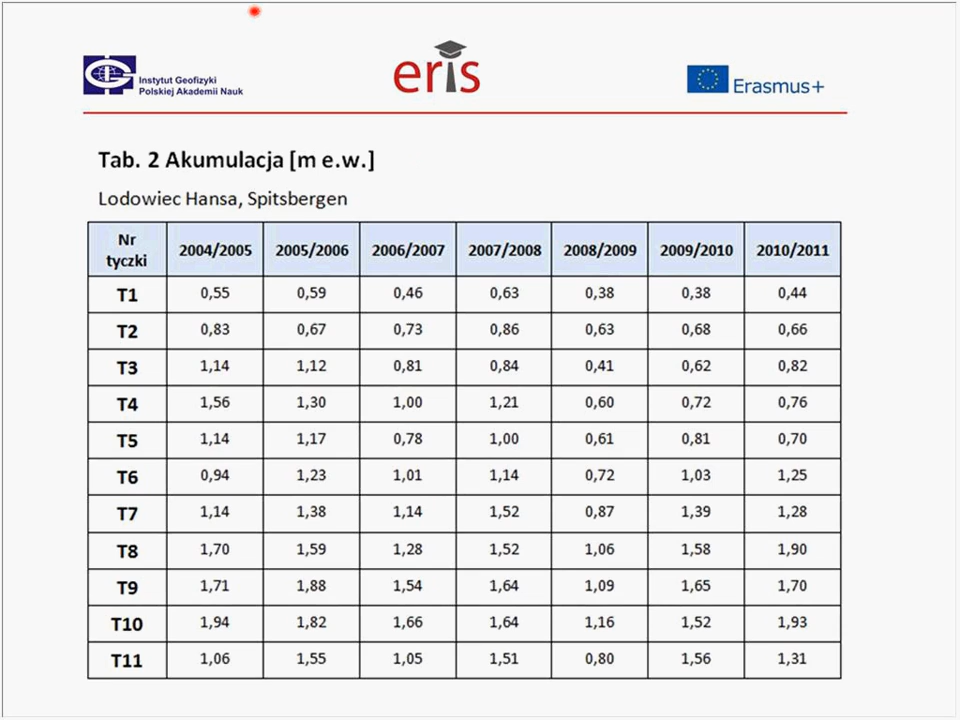 Instytut Geofizyki
Polskiej Akademii Nauk
eris
Erasmus+
Tab. 2 Akumulacja [m e.w.]
Lodowiec Hansa, Spitsbergen
Nr tyczki 2004/2005 2005/2006 2006/2007 2007/2008 2008/2009 2009/2010 2010/2011
T1 0,55 0,59 0,46 0,63 0,38 0,38 0,44
T2 0,83 0,67 0,73 0,86 0,63 0,68 0,66
T3 1,14 1,12 0,81 0,84 0,41 0,62 0,82
T4 1,56 1,30 1,00 1,21 0,60 0,72 0,76
T5 1,14 1,17 0,78 1,00 0,61 0,81 0,70
T6 0,94 1,23 1,01 1,14 0,72 1,03 1,25
T7 1,14 1,38 1,14 1,52 0,87 1,39 1,28
T8 1,70 1,59 1,28 1,52 1,06 1,58 1,90
T9 1,71 1,88 1,54 1,64 1,09 1,65 1,70
T10 1,94 1,82 1,66 1,64 1,16 1,52 1,93
T11 1,06 1,55 1,05 1,51 0,80 1,56 1,31